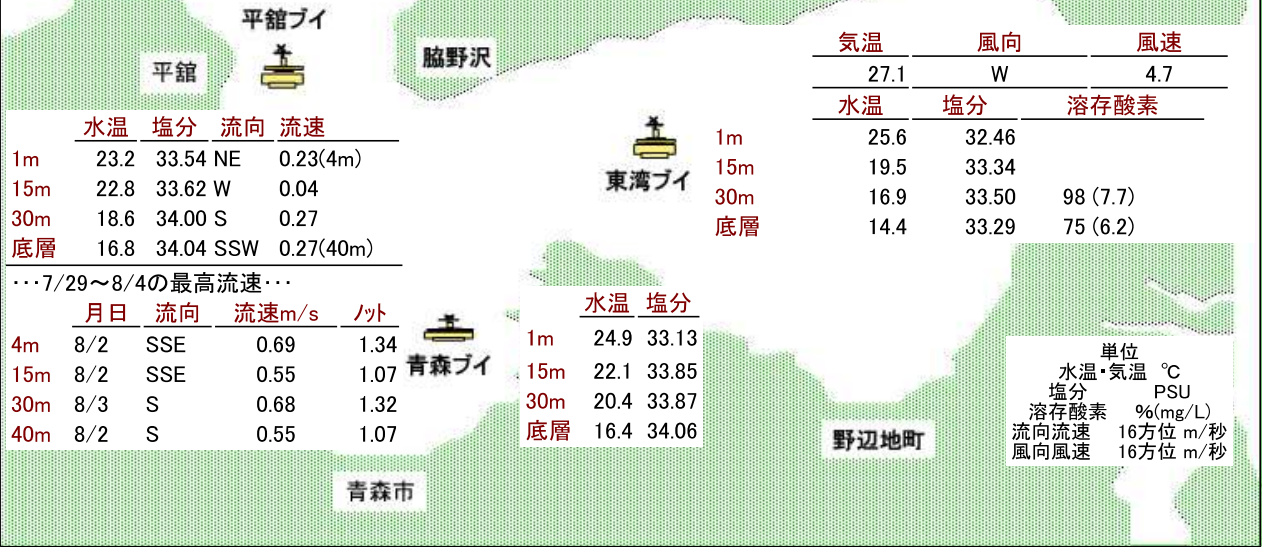 平舘ブイ
平舘
脇野沢
水温 塩分 流向 流速
1m 23.2 33.54 NE 0.23(4m)
15m 22.8 33.62 W 0.04
30m 18.6 34.00 S 0.27
底層 16.8 34.04 SSW 0.27(40m)
…7/29～8/4の最高流速…
月日 流向 流速m/s ﾉｯﾄ
4m 8/2 SSE 0.69 1.34
15m 8/2 SSE 0.55 1.07
30m 8/3 S 0.68 1.32
40m 8/2 S 0.55 1.07
気温 風向 風速
27.1 W 4.7
水温 塩分 溶存酸素
1m 25.6 32.46
15m 19.5 33.34
30m 16.9 33.50 98 (7.7)
底層 14.4 33.29 75 (6.2)
東湾ブイ
青森ブイ
水温 塩分
1m 24.9 33.13
15m 22.1 33.85
30m 20.4 33.87
底層 16.4 34.06
青森市
野辺地町
単位
水温・気温 ℃
塩分 PSU
溶存酸素 %(mg/L)
流向流速 16方位 m/秒
風向風速 16方位 m/秒